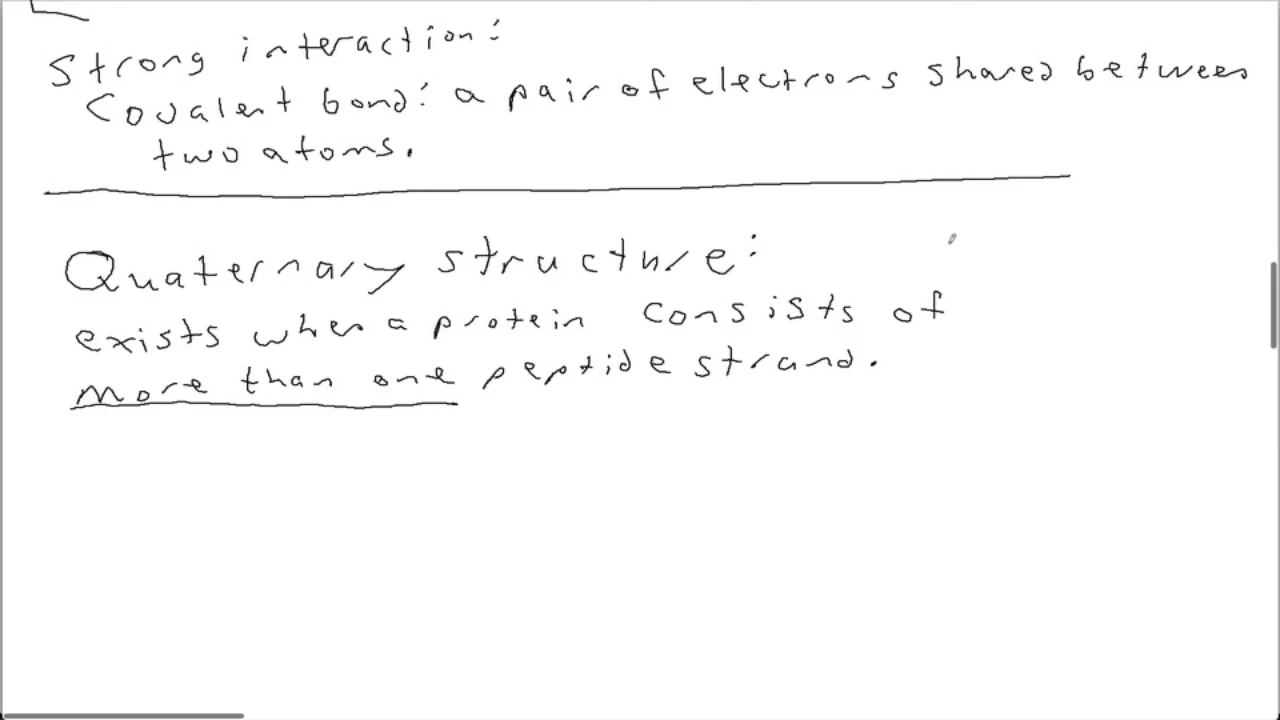 Strong interaction:
Covalent bond: a pair of electrons shared between
two atoms.
Quaternary structure:
exists when a protein consists of
more than one peptide strand.